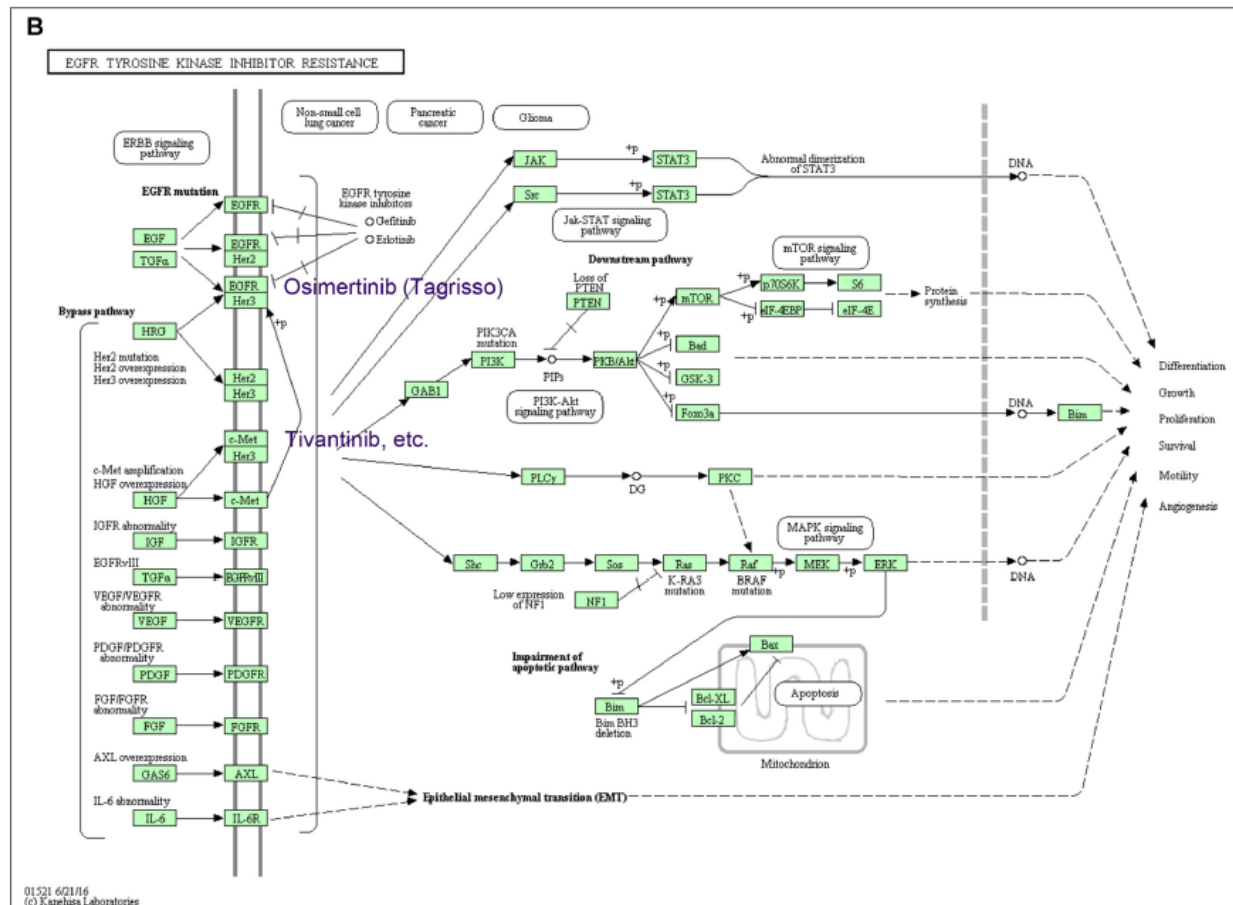 B
EGFR TYROSINE KINASE INHIBITOR RESISTANCE
Non-small cell
lung cancer
Pancreatic
cancer
Glioma
ERBB signaling
pathway
EGFR mutation
EGF
TGFα
EGFR
EGFR
Her2
EGFR
Her3
EGFR tyrosine
kinase inhibitors
Gefitinib
Erlotinib
Osimertinib (Tagrisso)
Bypass pathway
HRG
+p
Her2 mutation
Her2 overexpression
Her3 overexpression
Her2
Her3
c-Met
Her3
Tivantinib, etc.
c-Met amplification
HGF overexpression
HGF
c-Met
IGFR abnormality
IGF
IGFR
EGFRvIII
TGFα
EGFRvIII
VEGF/VEGFR
abnormality
VEGF
VEGFR
PDGF/PDGFR
abnormality
PDGF
PDGFR
FGF/FGFR
abnormality
FGF
FGFR
AXL overexpression
GAS6
AXL
IL-6 abnormality
IL-6
IL-6R
JAK
+p
STAT3
Src
+p
STAT3
Abnormal dimerization
of STAT3
DNA
Jak-STAT signaling
pathway
Downstream pathway
Loss of
PTEN
PTEN
PIK3CA
mutation
GAB1
PI3K
PIP3
PKB/Akt
PI3K-Akt
signaling pathway
+p
mTOR
mTOR signaling
pathway
+p
p70S6K
S6
+p
eIF-4EBP
eIF-4E
Protein
synthesis
+p
Bad
+p
GSK-3
+p
Foxo3a
DNA
Bim
PLCγ
DG
PKC
MAPK signaling
pathway
Shc
Grb2
Sos
Ras
Raf
+p
MEK
+p
ERK
DNA
K-RA3
mutation
BRAF
mutation
Low expression
of NF1
NF1
Impairment of
apoptotic pathway
+p
Bim
Bim BH3
deletion
Bax
Bcl-XL
Bcl-2
Apoptosis
Mitochondrion
Epithelial mesenchymal transition (EMT)
Differentiation
Growth
Proliferation
Survival
Motility
Angiogenesis
01521 6/21/16
(c) Kanehisa Laboratories